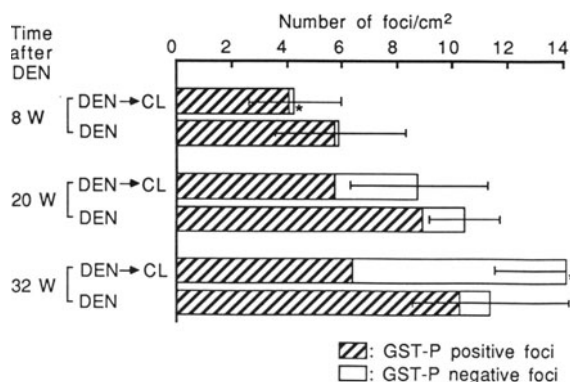 Number of foci/cm²
Time
after
DEN
0 2 4 6 8 10 12 14
8 W
DEN→CL
*
DEN
20 W
DEN→CL
DEN
32 W
DEN→CL
DEN
: GST-P positive foci
: GST-P negative foci